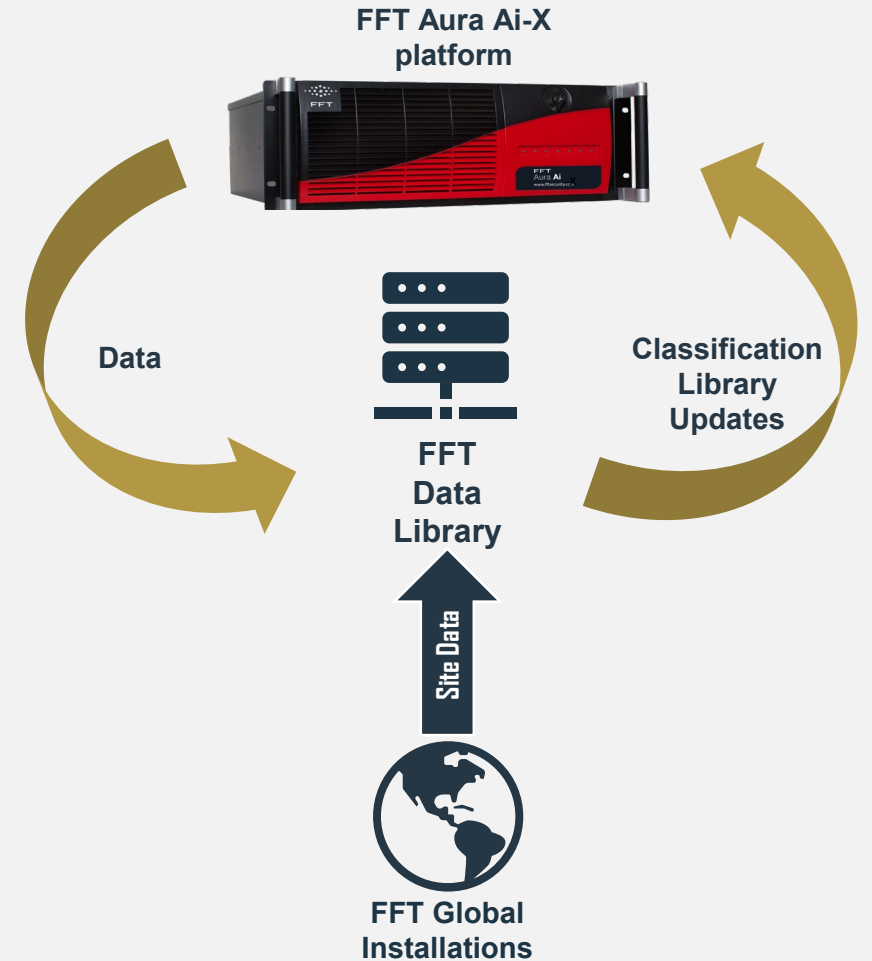 FFT Aura Ai-X
platform
FFT
FFT
Aura Ai
X
Data
Classification
Library
Updates
FFT
Data
Library
Site Data
FFT Global
Installations